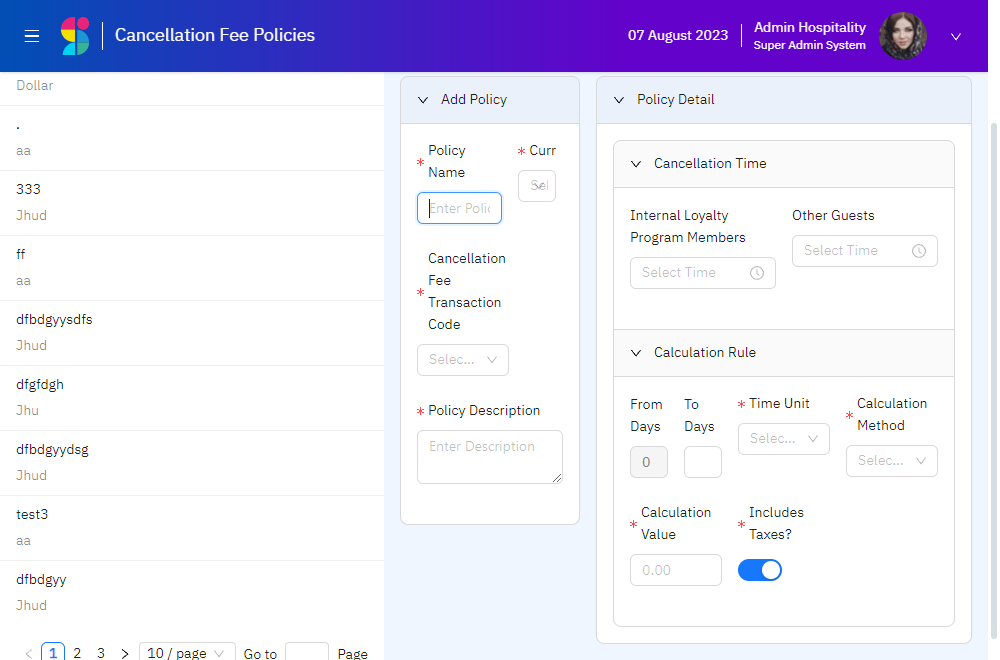 Cancellation Fee Policies
07 August 2023
Admin Hospitality
Super Admin System
Dollar
.
aa
333
Jhud
ff
aa
dfbdgyysdfs
Jhud
dfgfdgh
Jhu
dfbdgyydsg
Jhud
test3
aa
dfbdgyy
Jhud
< 1 2 3 > 10 / page Go to Page
Add Policy
* Policy
Name
Enter Polic
* Curr
Sel
* Cancellation
Fee
Transaction
Code
Selec...
* Policy Description
Enter Description
Policy Detail
Cancellation Time
Internal Loyalty
Program Members
Select Time
Other Guests
Select Time
Calculation Rule
From
Days
0
To
Days
* Time Unit
Selec...
* Calculation
Method
Selec...
* Calculation
Value
0.00
* Includes
Taxes?